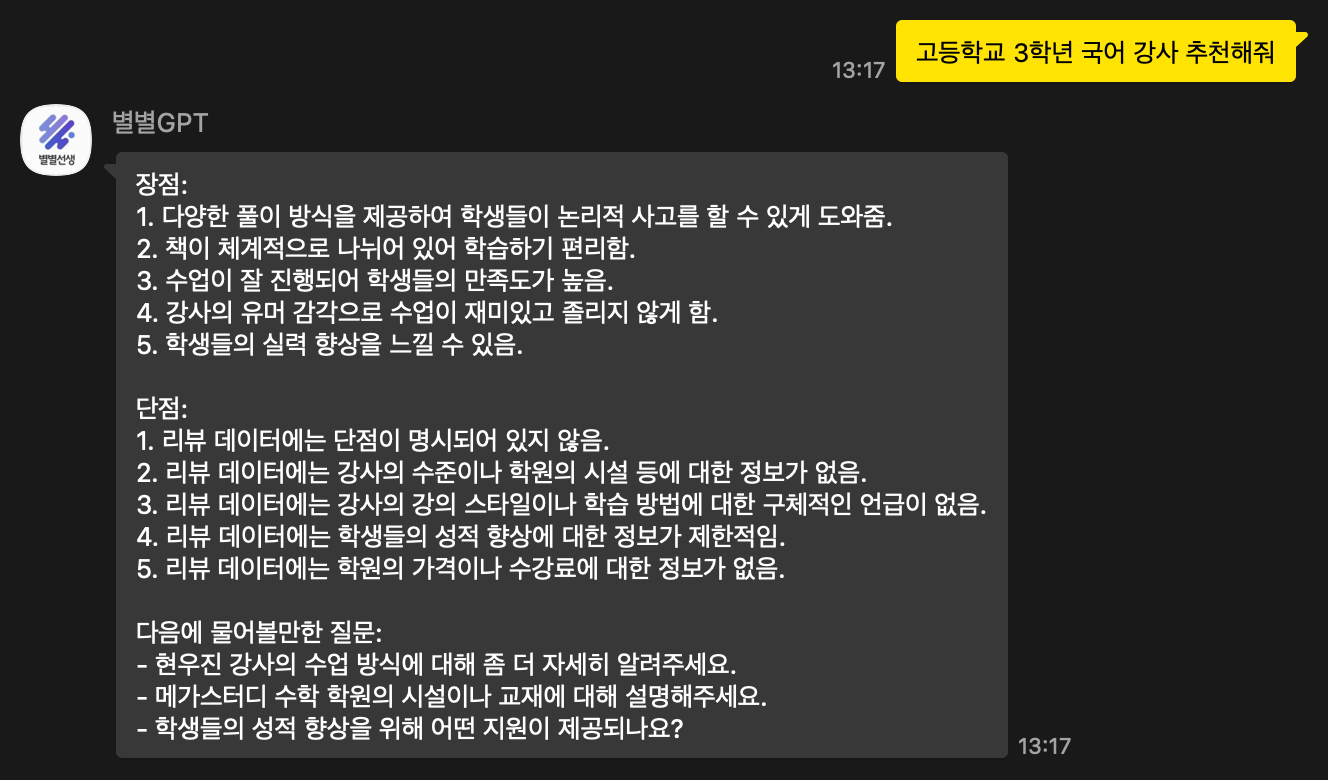 고등학교 3학년 국어 강사 추천해줘
13:17
별별GPT
별별선생
장점:
1. 다양한 풀이 방식을 제공하여 학생들이 논리적 사고를 할 수 있게 도와줌.
2. 책이 체계적으로 나뉘어 있어 학습하기 편리함.
3. 수업이 잘 진행되어 학생들의 만족도가 높음.
4. 강사의 유머 감각으로 수업이 재미있고 졸리지 않게 함.
5. 학생들의 실력 향상을 느낄 수 있음.
단점:
1. 리뷰 데이터에는 단점이 명시되어 있지 않음.
2. 리뷰 데이터에는 강사의 수준이나 학원의 시설 등에 대한 정보가 없음.
3. 리뷰 데이터에는 강사의 강의 스타일이나 학습 방법에 대한 구체적인 언급이 없음.
4. 리뷰 데이터에는 학생들의 성적 향상에 대한 정보가 제한적임.
5. 리뷰 데이터에는 학원의 가격이나 수강료에 대한 정보가 없음.
다음에 물어볼만한 질문:
- 현우진 강사의 수업 방식에 대해 좀 더 자세히 알려주세요.
- 메가스터디 수학 학원의 시설이나 교재에 대해 설명해주세요.
- 학생들의 성적 향상을 위해 어떤 지원이 제공되나요?
13:17